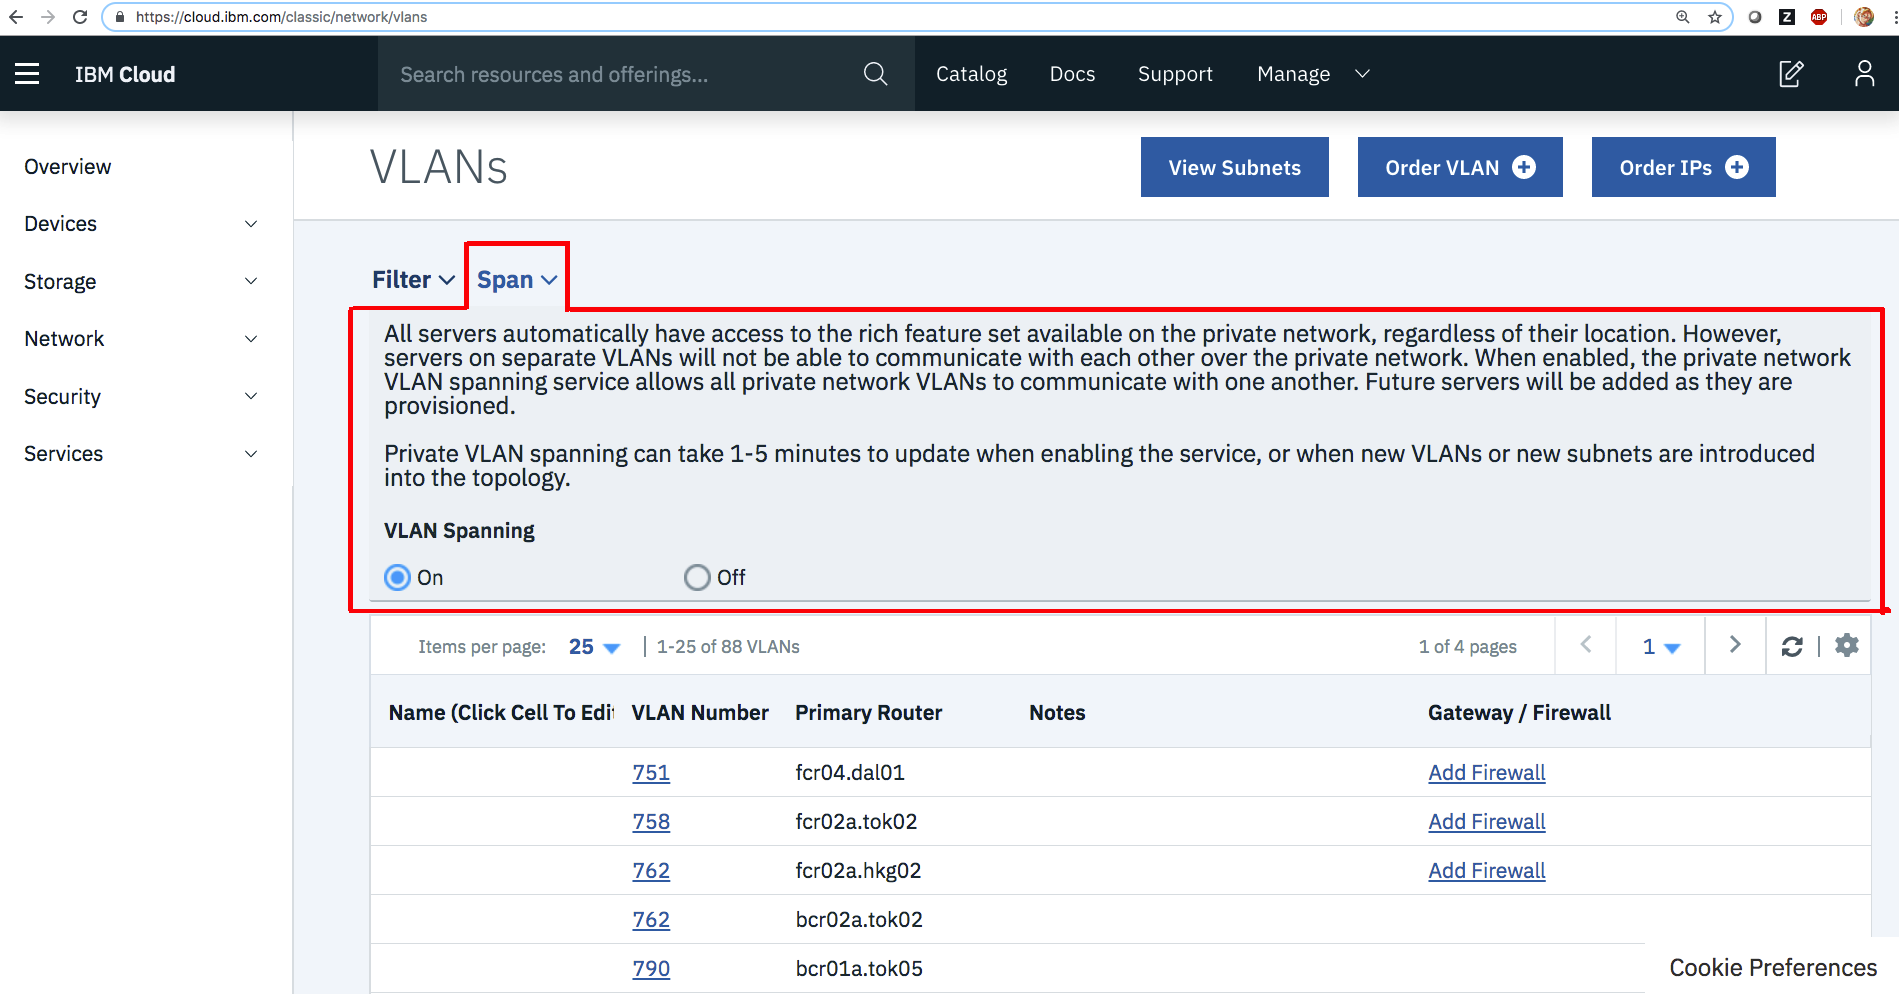 https://cloud.ibm.com/classic/network/vlans
Z
ABP
IBM Cloud
Search resources and offerings...
Catalog
Docs
Support
Manage
Overview
Devices
Storage
Network
Security
Services
VLANs
View Subnets
Order VLAN
Order IPs
Filter
Span
All servers automatically have access to the rich feature set available on the private network, regardless of their location. However,
servers on separate VLANs will not be able to communicate with each other over the private network. When enabled, the private network
VLAN spanning service allows all private network VLANs to communicate with one another. Future servers will be added as they are
provisioned.
Private VLAN spanning can take 1-5 minutes to update when enabling the service, or when new VLANs or new subnets are introduced
into the topology.
VLAN Spanning
On
Off
Items per page: 25 | 1-25 of 88 VLANs
1 of 4 pages
1
Name (Click Cell To Edit VLAN Number Primary Router Notes Gateway / Firewall
751 fcr04.dal01 Add Firewall
758 fcr02a.tok02 Add Firewall
762 fcr02a.hkg02 Add Firewall
762 bcr02a.tok02
790 bcr01a.tok05
Cookie Preferences